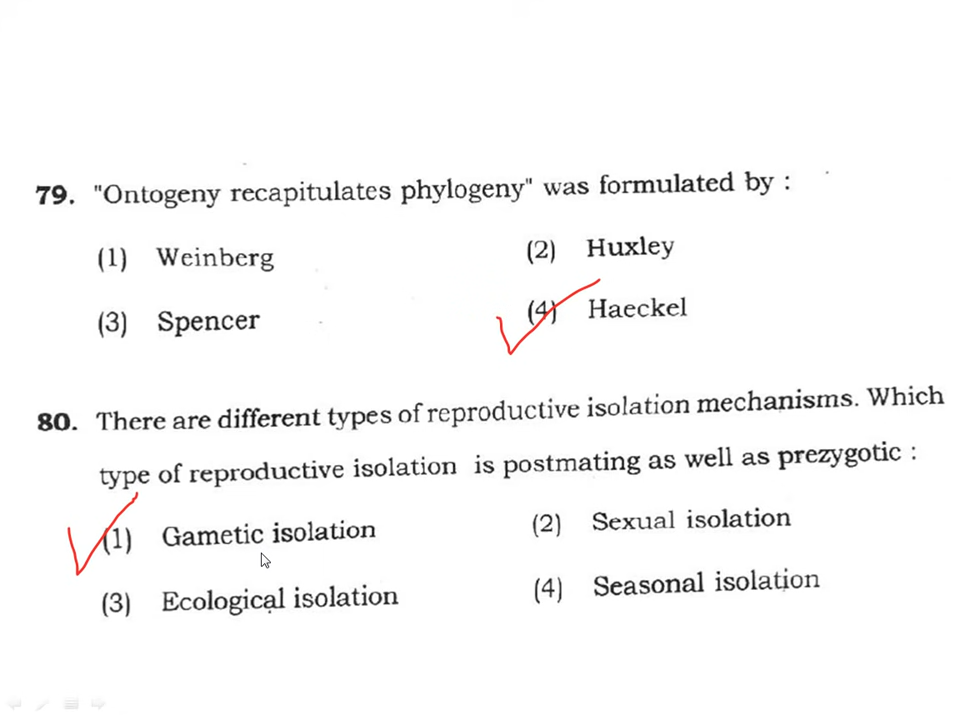 79. "Ontogeny recapitulates phylogeny" was formulated by :
(1) Weinberg (2) Huxley
(3) Spencer (4) Haeckel
80. There are different types of reproductive isolation mechanisms. Which
type of reproductive isolation is postmating as well as prezygotic :
(1) Gametic isolation (2) Sexual isolation
(3) Ecological isolation (4) Seasonal isolation